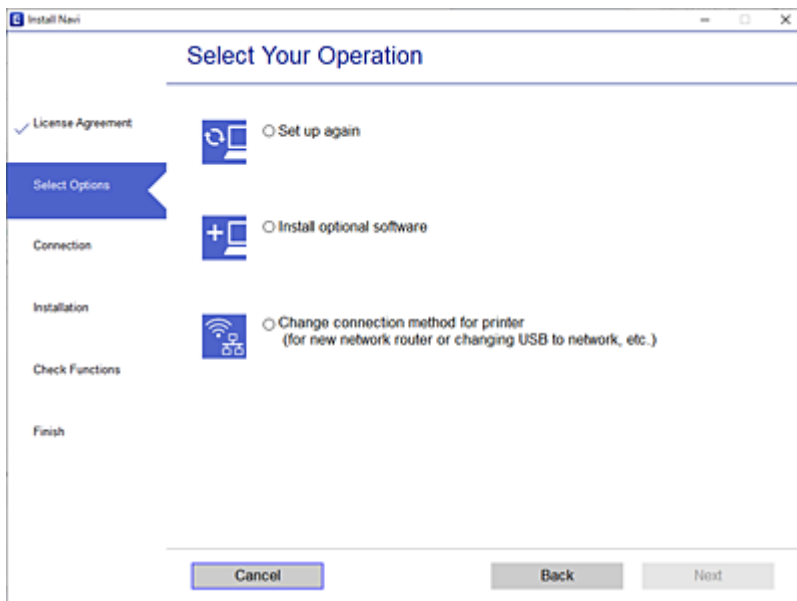 Install Navi
Select Your Operation
License Agreement
Select Options
Connection
Installation
Check Functions
Finish
Set up again
Install optional software
Change connection method for printer
(for new network router or changing USB to network, etc.)
Cancel
Back
Next